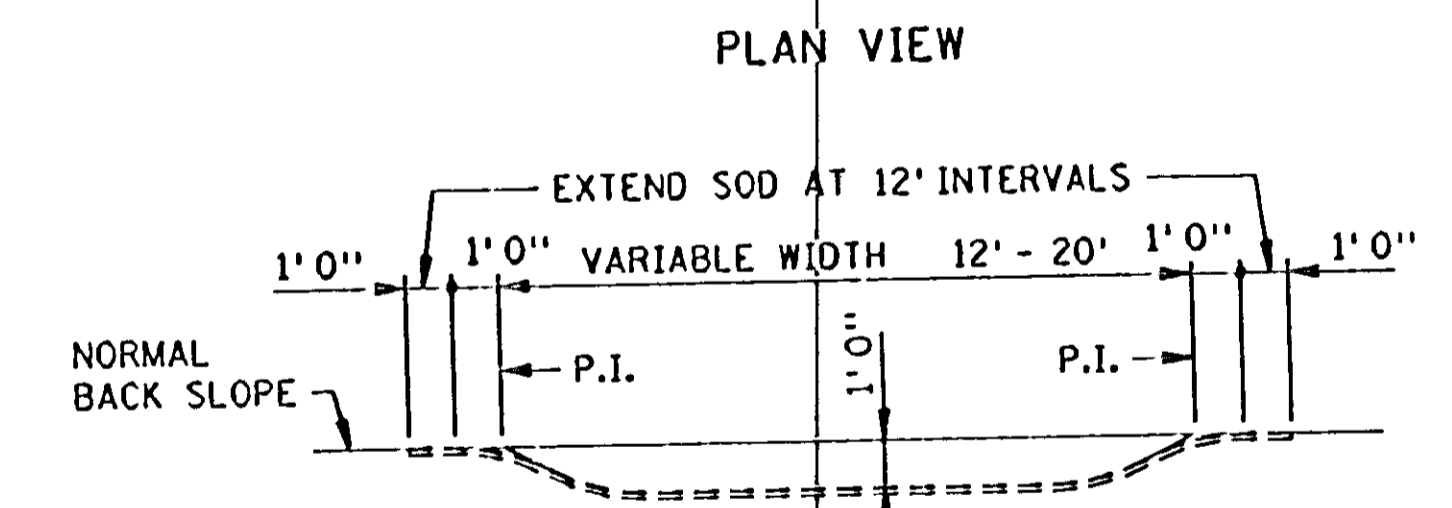 PLAN VIEW
EXTEND SOD AT 12' INTERVALS
1'0" 1'0" VARIABLE WIDTH 12' - 20' 1'0" 1'0"
1'0"
NORMAL
BACK SLOPE
P.I.
P.I.